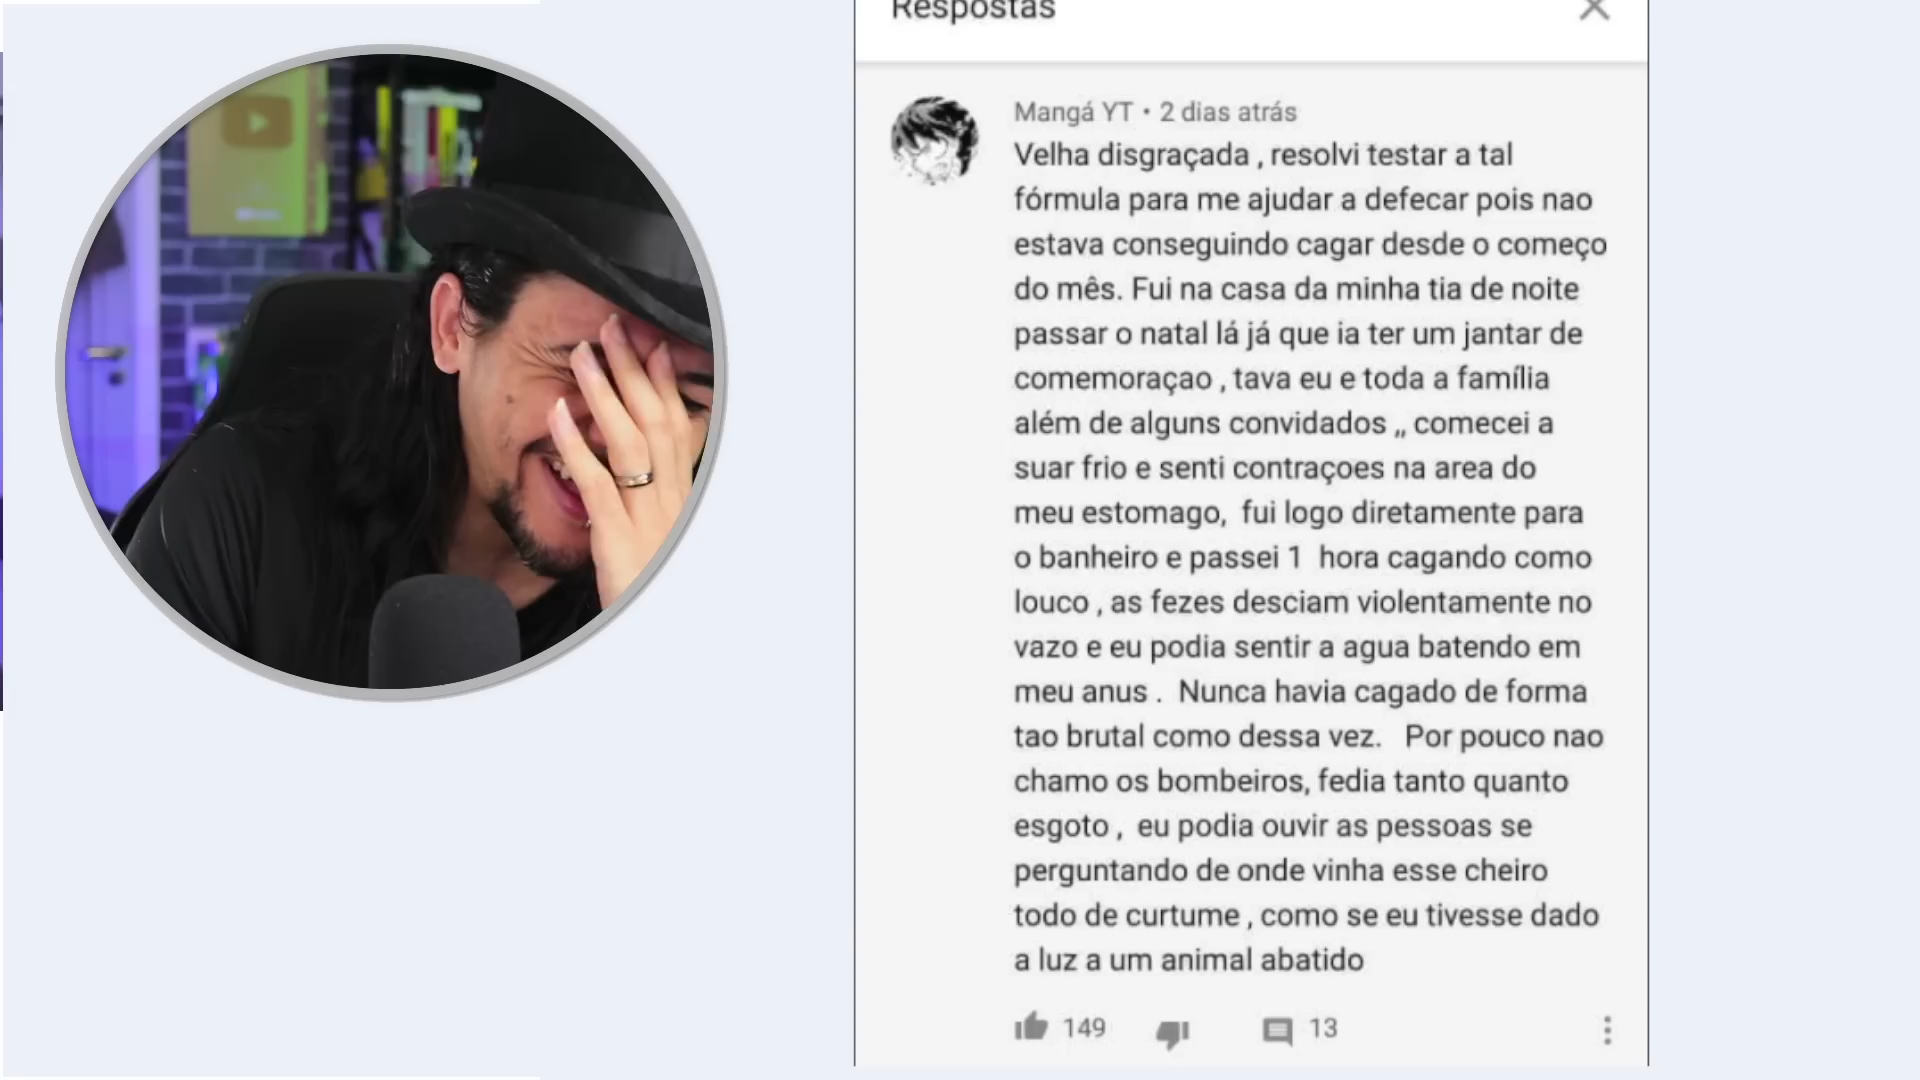 Respostas
Mangá YT • 2 dias atrás
Velha disgraçada , resolvi testar a tal
fórmula para me ajudar a defecar pois nao
estava conseguindo cagar desde o começo
do mês. Fui na casa da minha tia de noite
passar o natal lá já que ia ter um jantar de
comemoraçao , tava eu e toda a família
além de alguns convidados ,, comecei a
suar frio e senti contraçoes na area do
meu estomago,  fui logo diretamente para
o banheiro e passei 1  hora cagando como
louco , as fezes desciam violentamente no
vazo e eu podia sentir a agua batendo em
meu anus .  Nunca havia cagado de forma
tao brutal como dessa vez.   Por pouco nao
chamo os bombeiros, fedia tanto quanto
esgoto ,  eu podia ouvir as pessoas se
perguntando de onde vinha esse cheiro
todo de curtume , como se eu tivesse dado
a luz a um animal abatido
149 13